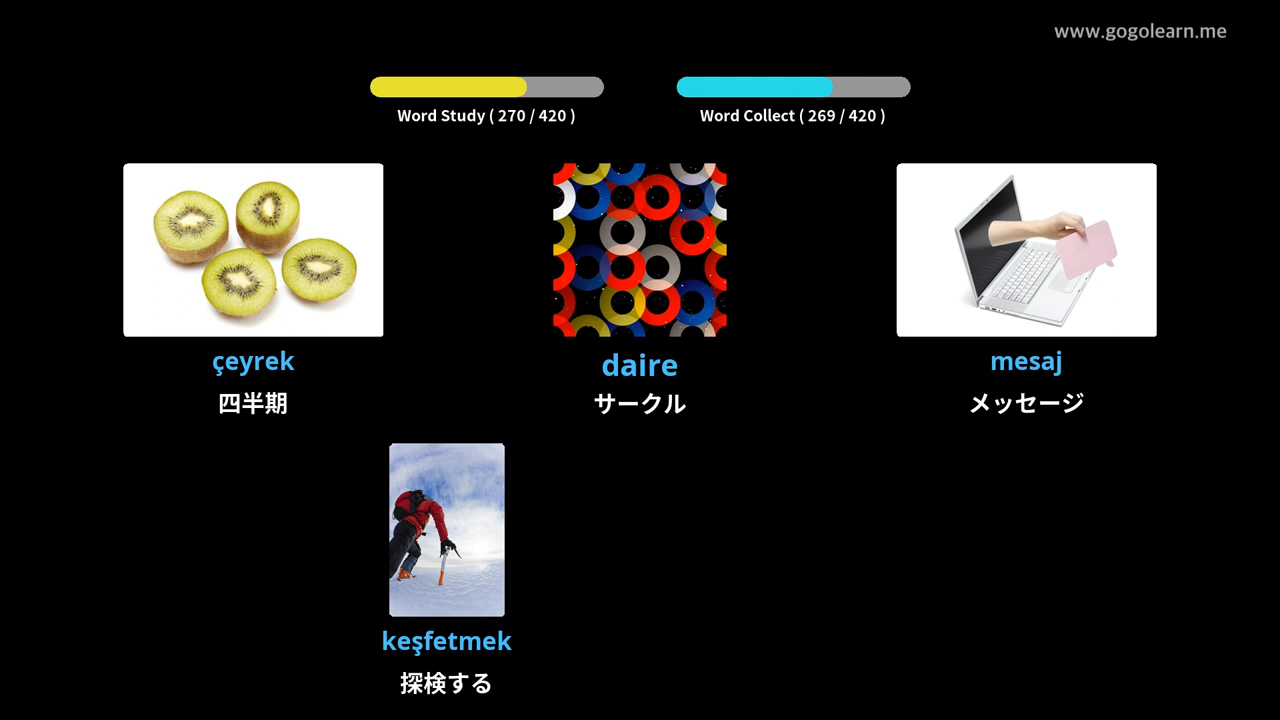 www.gogolearn.me
Word Study ( 270 / 420 )
Word Collect ( 269 / 420 )
çeyrek
四半期
daire
サークル
mesaj
メッセージ
keşfetmek
探検する